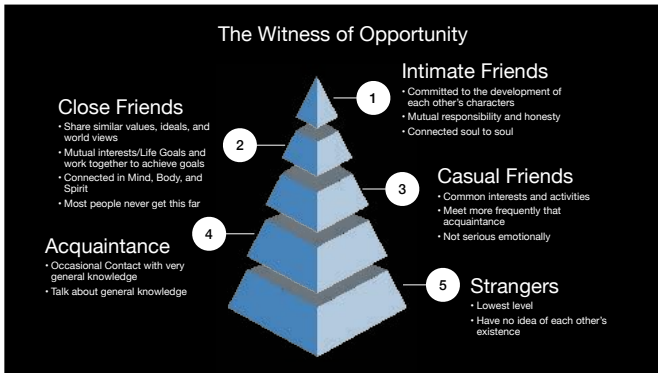 The Witness of Opportunity
1
Intimate Friends
• Committed to the development of
each other's characters
• Mutual responsibility and honesty
• Connected soul to soul
Close Friends
• Share similar values, ideals, and
world views
• Mutual interests/Life Goals and
work together to achieve goals
• Connected in Mind, Body, and
Spirit
• Most people never get this far
2
3
Casual Friends
• Common interests and activities
• Meet more frequently that
acquaintance
• Not serious emotionally
4
Acquaintance
• Occasional Contact with very
general knowledge
• Talk about general knowledge
5
Strangers
• Lowest level
• Have no idea of each other's
existence